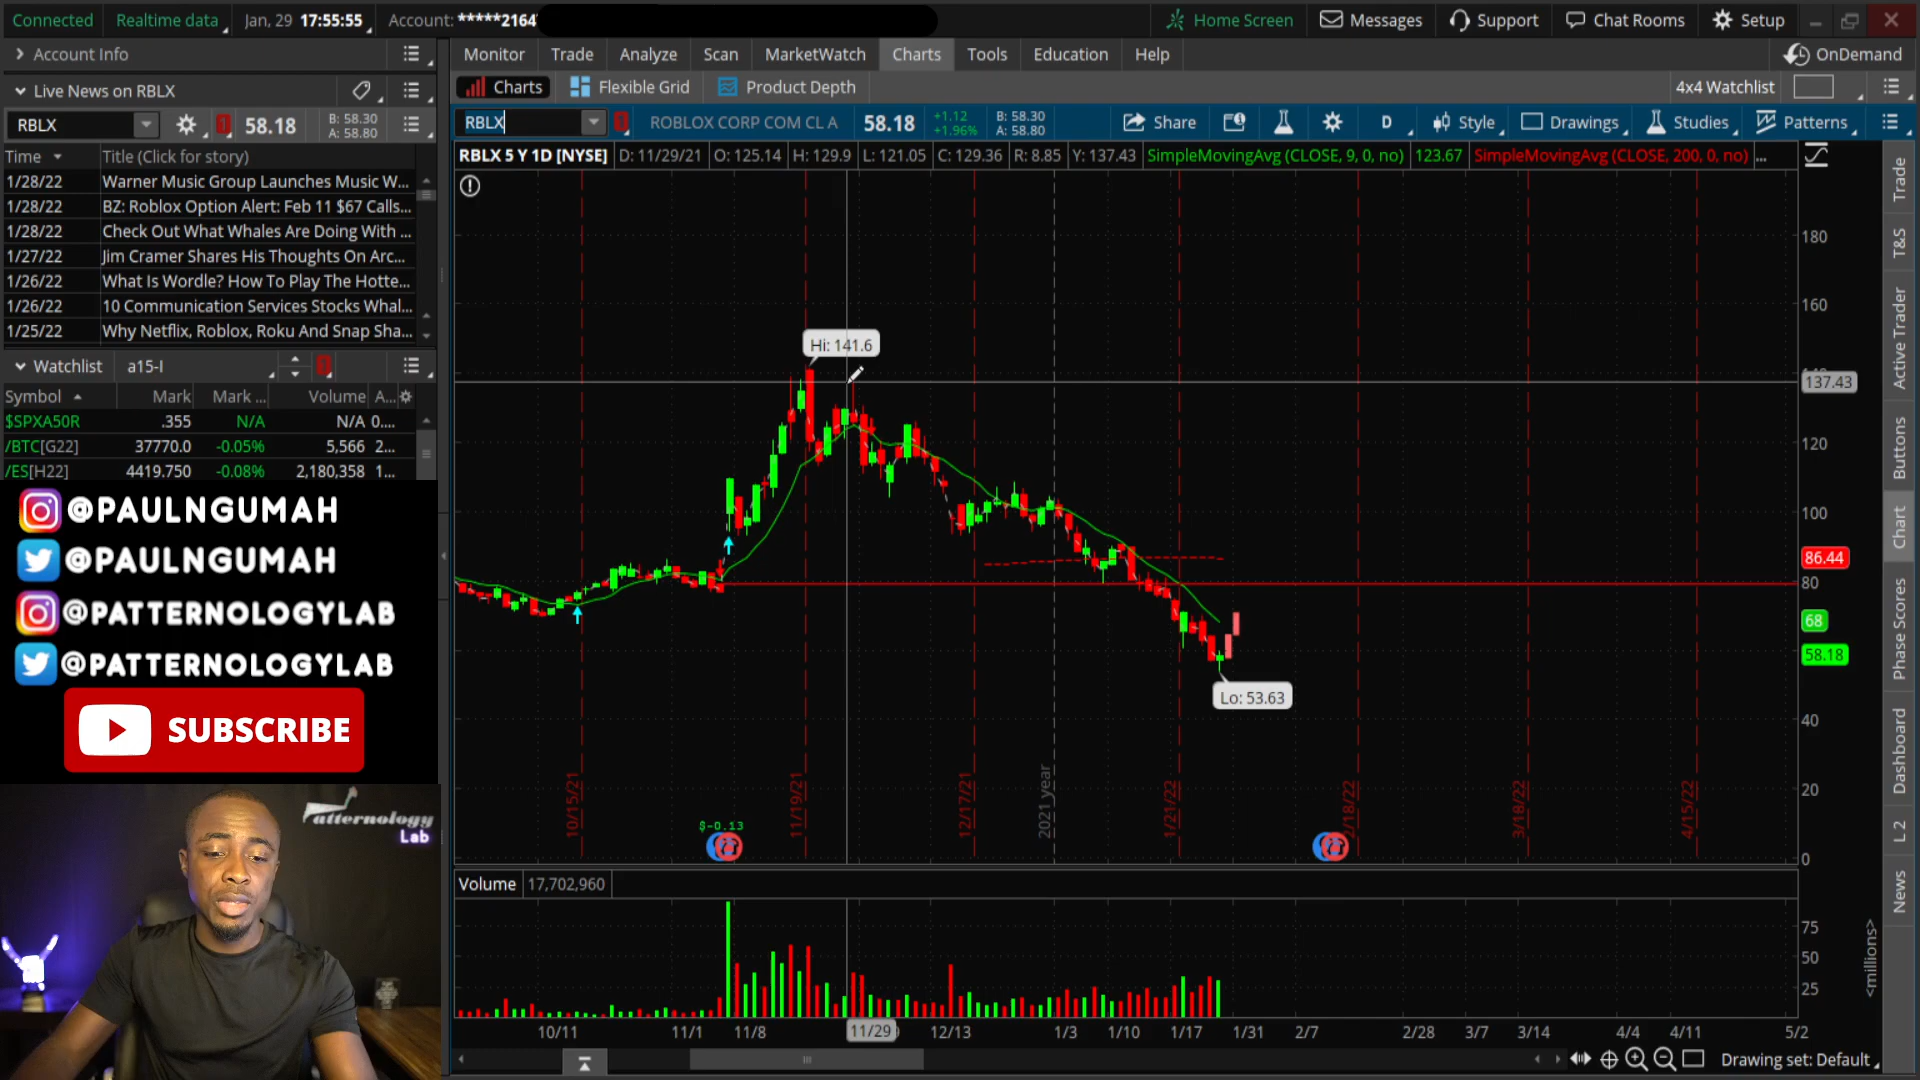 Connected Realtime data Jan, 29 17:55:55 Account: *****2164 Home Screen Messages Support Chat Rooms Setup
Account Info Monitor Trade Analyze Scan MarketWatch Charts Tools Education Help OnDemand
Live News on RBLX Charts Flexible Grid Product Depth 4x4 Watchlist
RBLX 1 58.18 B: 58.30 A: 58.80
RBLX ROBLOX CORP COM CL A 58.18 +1.12 +1.96% B: 58.30 A: 58.80 Share D Style Drawings Studies Patterns
RBLX 5 Y 1D [NYSE] D: 11/29/21 O: 125.14 H: 129.9 L: 121.05 C: 129.36 R: 8.85 Y: 137.43 SimpleMovingAvg (CLOSE, 9, 0, no) 123.67 SimpleMovingAvg (CLOSE, 200, 0, no) ...
Time Title (Click for story)
1/28/22 Warner Music Group Launches Music W...
1/28/22 BZ: Roblox Option Alert: Feb 11 $67 Calls...
1/28/22 Check Out What Whales Are Doing With ...
1/27/22 Jim Cramer Shares His Thoughts On Arc...
1/26/22 What Is Wordle? How To Play The Hotte...
1/26/22 10 Communication Services Stocks Whal...
1/25/22 Why Netflix, Roblox, Roku And Snap Sha...
Watchlist a15-I
Symbol Mark Mark ... Volume A...
$SPXA50R .355 N/A N/A 0....
/BTC[G22] 37770.0 -0.05% 5,566 2...
/ES[H22] 4419.750 -0.08% 2,180,358 1...
@PAULNGUMAH
@PAULNGUMAH
@PATTERNOLOGYLAB
@PATTERNOLOGYLAB
SUBSCRIBE
Patternology
Lab
Hi: 141.6
Lo: 53.63
180
160
137.43
120
100
86.44
80
68
58.18
40
20
0
10/15/21
11/19/21
12/17/21
2021 year
1/21/22
2/18/22
3/18/22
4/15/22
$-0.13
Volume 17,702,960
75
50
25
<millions>
10/11 11/1 11/8 11/29 12/13 1/3 1/10 1/17 1/31 2/7 2/28 3/7 3/14 4/4 4/11 5/2
Drawing set: Default
Trade
T&S
Active Trader
Buttons
Chart
Phase Scores
Dashboard
L 2
News